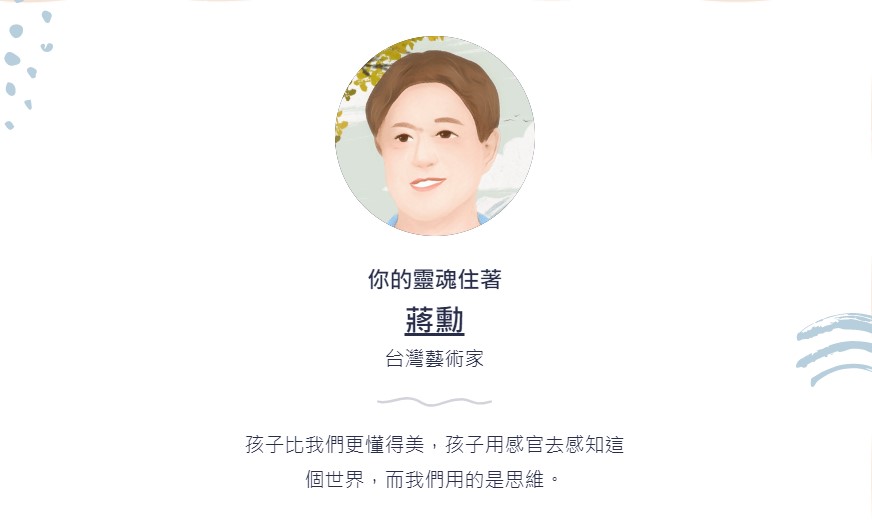 你的靈魂住著
蔣勳
台灣藝術家
孩子比我們更懂得美，孩子用感官去感知這
個世界，而我們用的是思維。